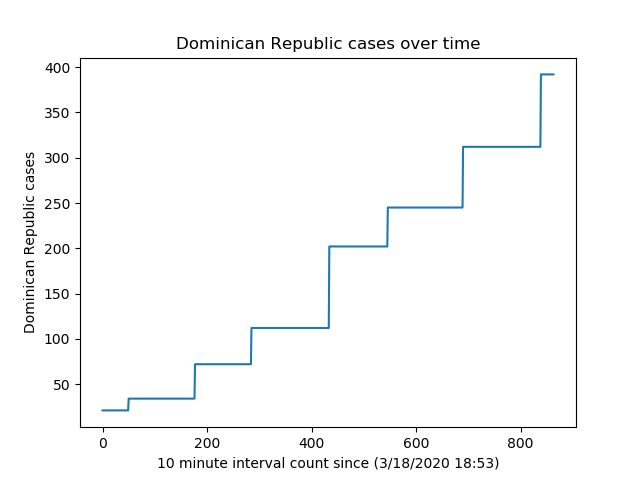 Dominican Republic cases over time
400
350
300
250
200
150
100
50
Dominican Republic cases
0 200 400 600 800
10 minute interval count since (3/18/2020 18:53)